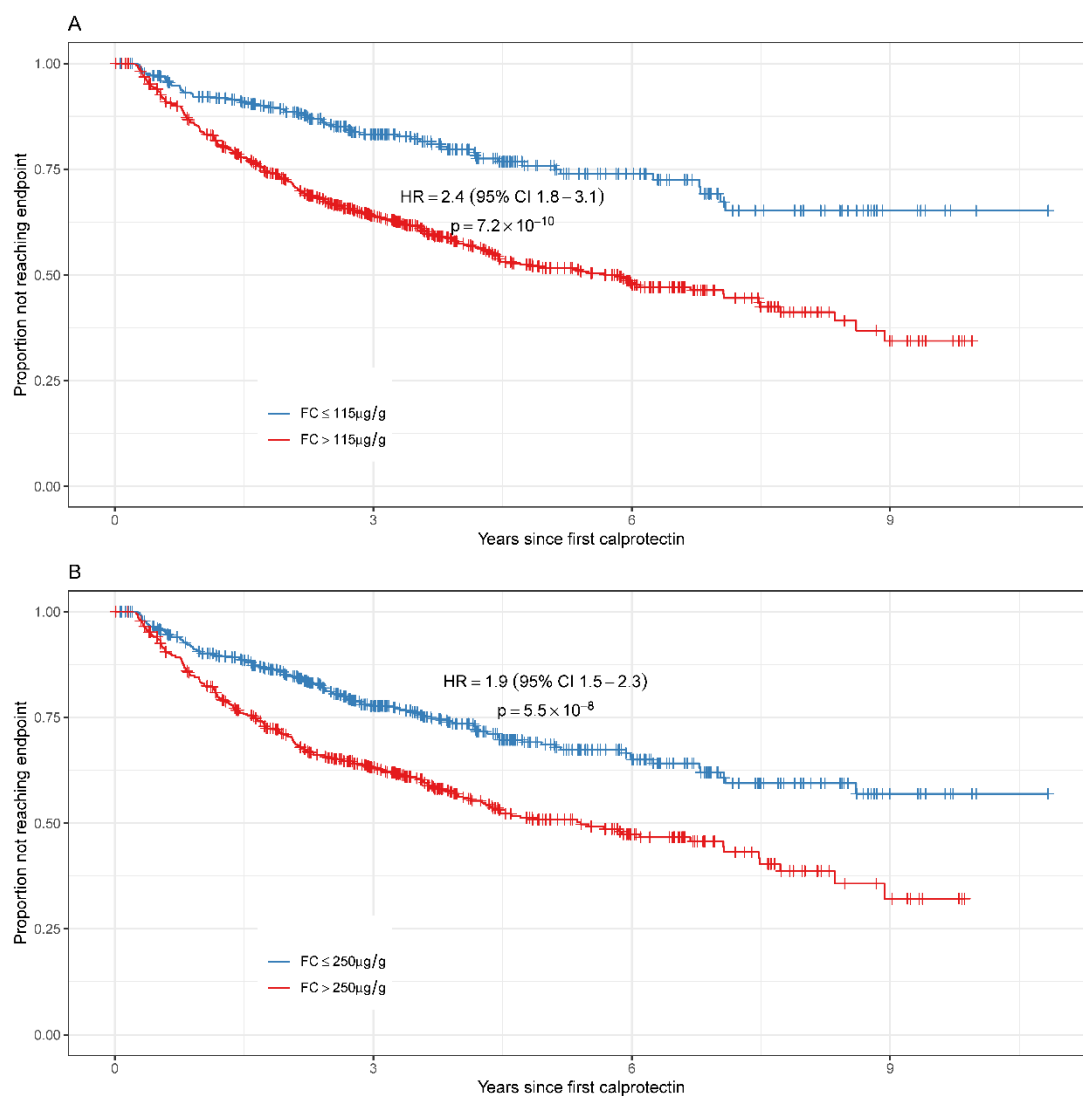 A
Proportion not reaching endpoint
1.00
0.75
0.50
0.25
0.00
HR = 2.4 (95% CI 1.8 – 3.1)
p = 7.2 × 10⁻¹⁰
FC ≤ 115μg/g
FC > 115μg/g
0 3 6 9
Years since first calprotectin
B
Proportion not reaching endpoint
1.00
0.75
0.50
0.25
0.00
HR = 1.9 (95% CI 1.5 – 2.3)
p = 5.5 × 10⁻⁸
FC ≤ 250μg/g
FC > 250μg/g
0 3 6 9
Years since first calprotectin